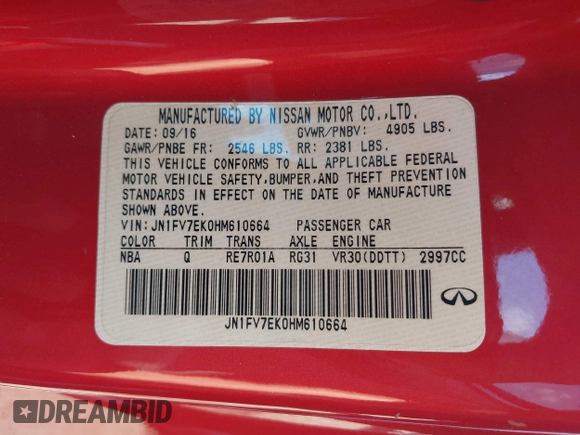 MANUFACTURED BY NISSAN MOTOR CO.,LTD.
DATE: 09/16 GVWR/PNBV: 4905 LBS.
GAWR/PNBE FR: 2546 LBS. RR: 2381 LBS.
THIS VEHICLE CONFORMS TO ALL APPLICABLE FEDERAL
MOTOR VEHICLE SAFETY,BUMPER,AND THEFT PREVENTION
STANDARDS IN EFFECT ON THE DATE OF MANUFACTURE
SHOWN ABOVE.
VIN:JN1FV7EK0HM610664 PASSENGER CAR
COLOR TRIM TRANS AXLE ENGINE
NBA Q RE7R01A RG31 VR30(DDTT) 2997CC
JN1FV7EK0HM610664
DREAMBID